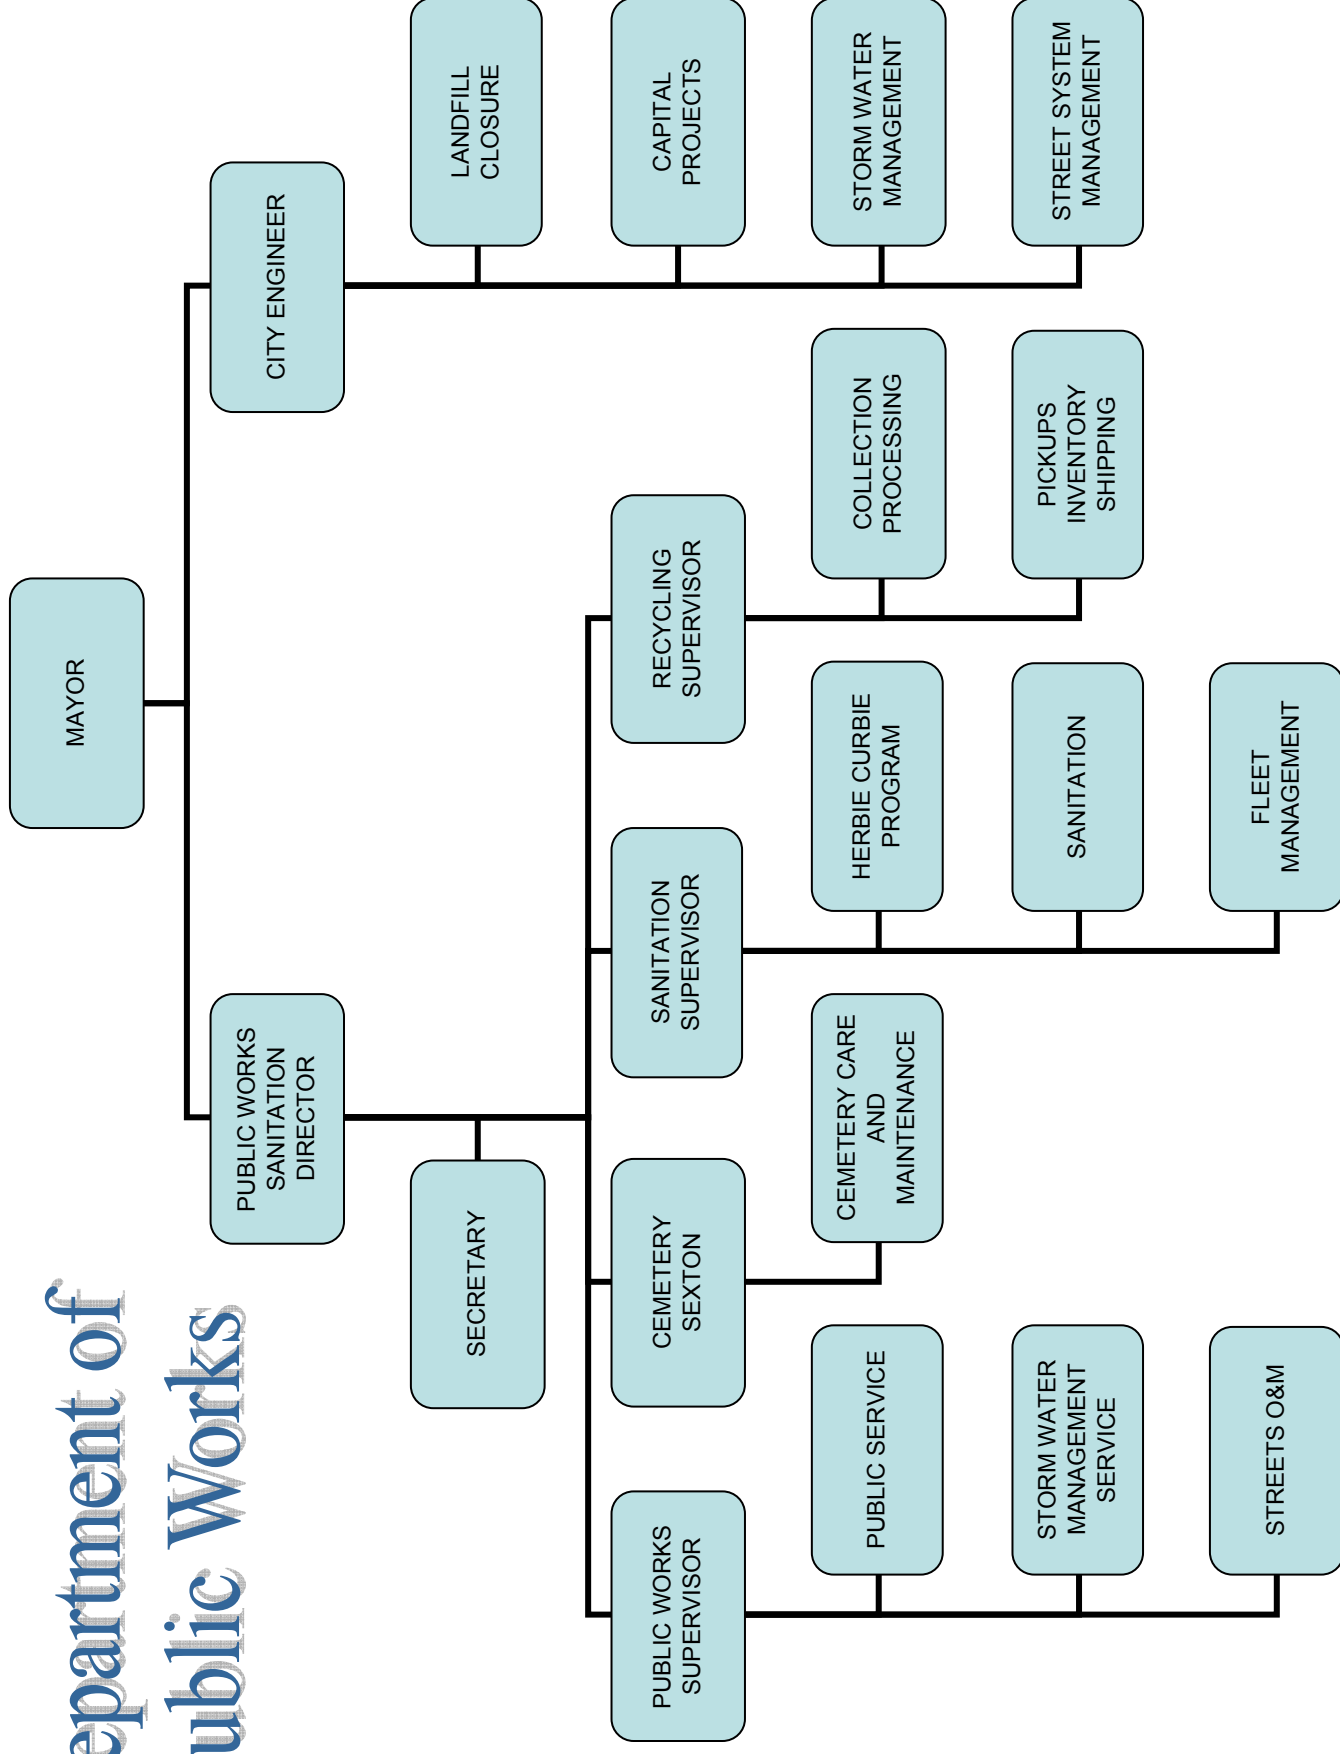 epartment of
ublic Works
MAYOR
PUBLIC WORKS
SANITATION
DIRECTOR
CITY ENGINEER
SECRETARY
LANDFILL
CLOSURE
PUBLIC WORKS
SUPERVISOR
CEMETERY
SEXTON
SANITATION
SUPERVISOR
RECYCLING
SUPERVISOR
CAPITAL
PROJECTS
PUBLIC SERVICE
CEMETERY CARE
AND
MAINTENANCE
HERBIE CURBIE
PROGRAM
COLLECTION
PROCESSING
STORM WATER
MANAGEMENT
STORM WATER
MANAGEMENT
SERVICE
SANITATION
PICKUPS
INVENTORY
SHIPPING
STREET SYSTEM
MANAGEMENT
STREETS O&M
FLEET
MANAGEMENT